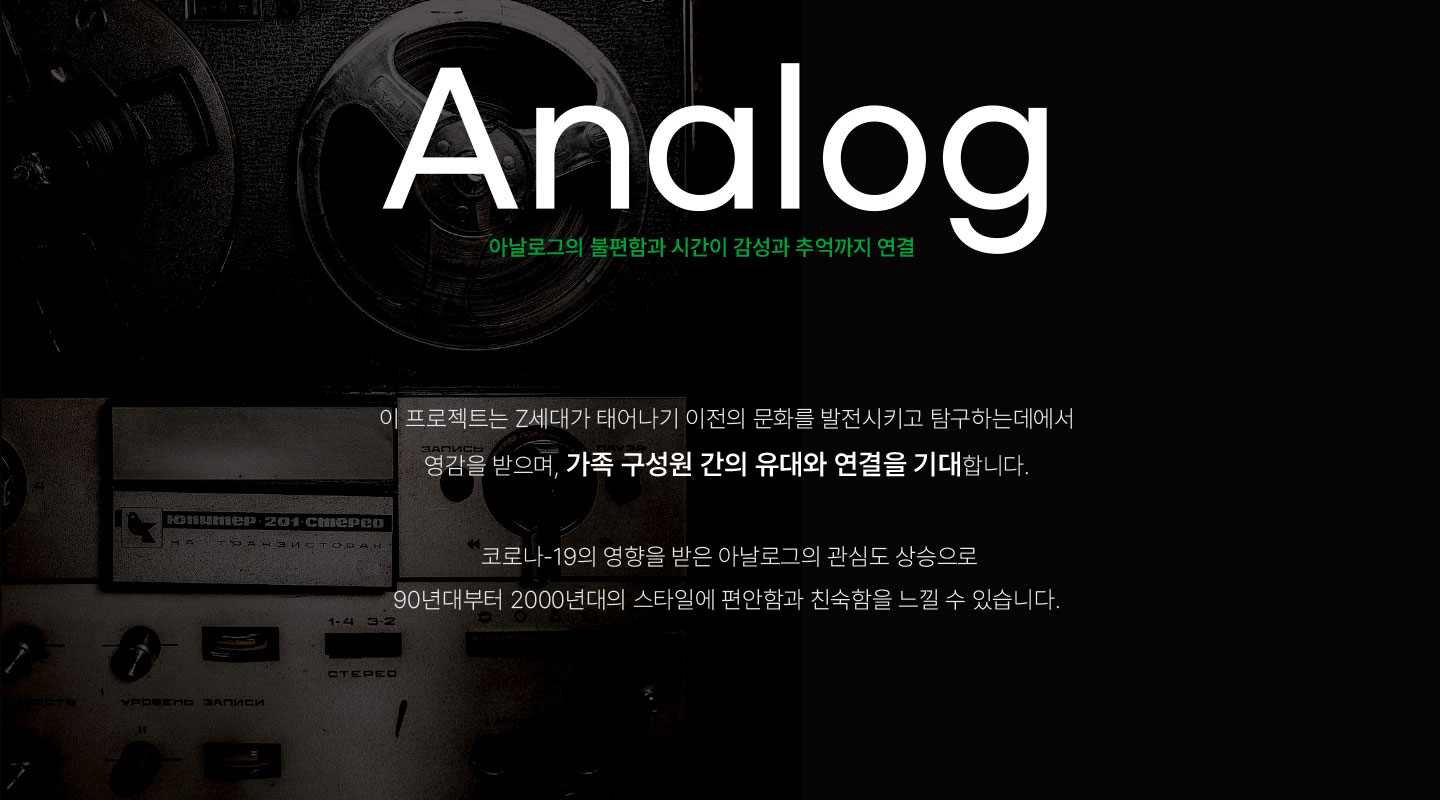 Analog
아날로그의 불편함과 시간이 감성과 추억까지 연결
이 프로젝트는 Z세대가 태어나기 이전의 문화를 발전시키고 탐구하는데에서
영감을 받으며, 가족 구성원 간의 유대와 연결을 기대합니다.
ЗАПИСЬ
Юпитер·201·Стерео
НА ТРАНЗИСТОРАХ
코로나-19의 영향을 받은 아날로그의 관심도 상승으로
90년대부터 2000년대의 스타일에 편안함과 친숙함을 느낄 수 있습니다.
1-4 3-2
СТЕРЕО
УРОВЕНЬ ЗАПИСИ